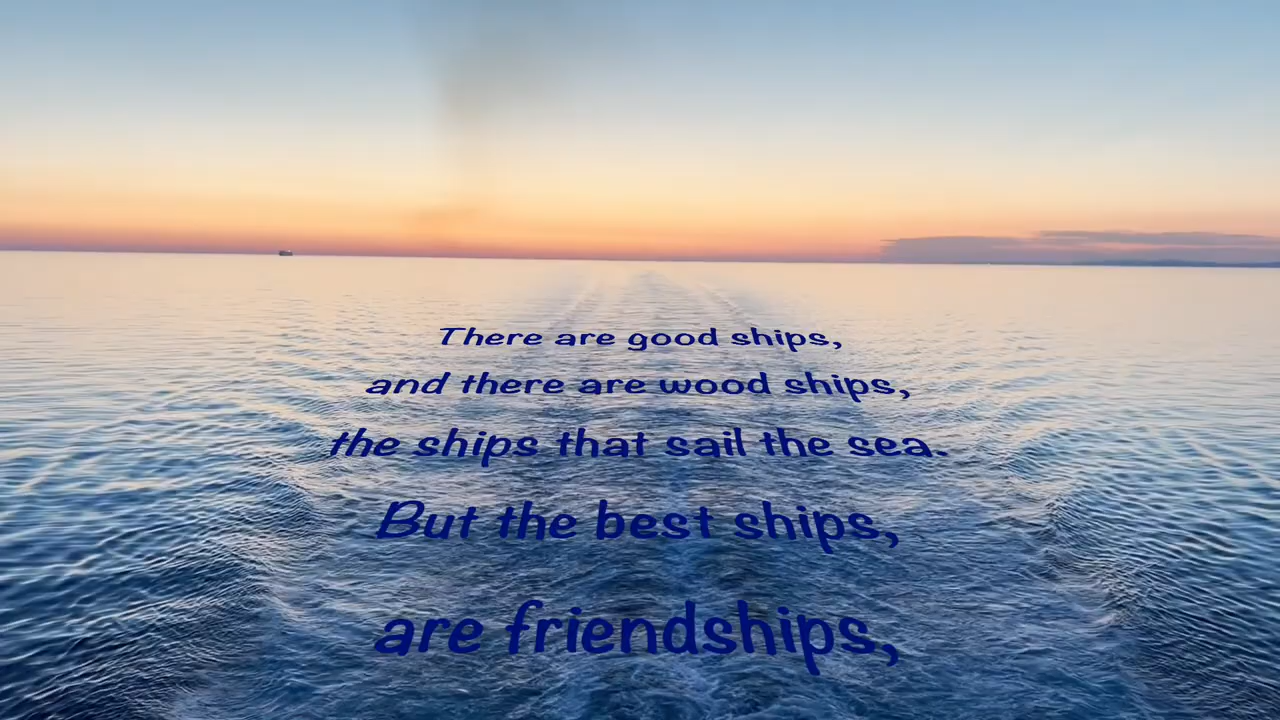 There are good ships,
and there are wood ships,
the ships that sail the sea.
But the best ships,
are friendships,